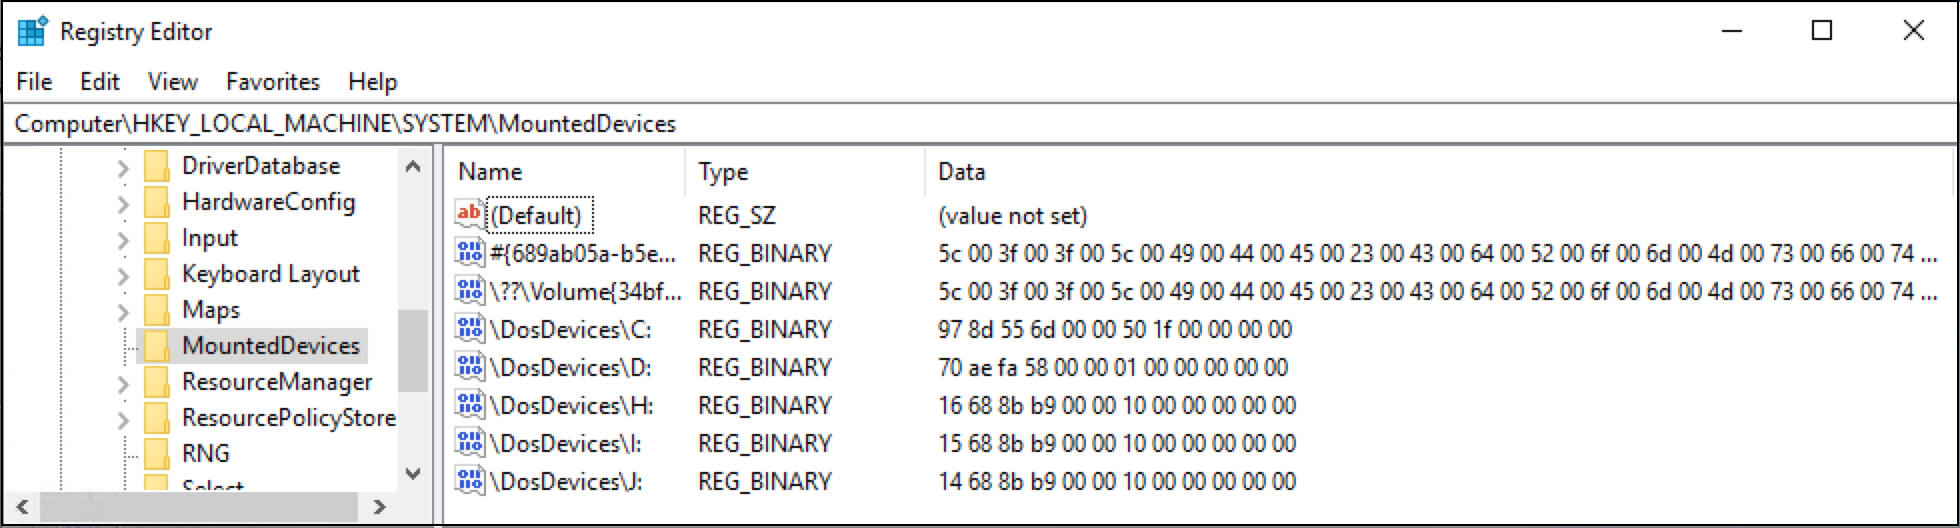 Registry Editor
File Edit View Favorites Help
Computer\HKEY_LOCAL_MACHINE\SYSTEM\MountedDevices
DriverDatabase
HardwareConfig
Input
Keyboard Layout
Maps
MountedDevices
ResourceManager
ResourcePolicyStore
RNG
Select
Name Type Data
(Default) REG_SZ (value not set)
#{689ab05a-b5e... REG_BINARY 5c 00 3f 00 3f 00 5c 00 49 00 44 00 45 00 23 00 43 00 64 00 52 00 6f 00 6d 00 4d 00 73 00 66 00 74 ...
\??\Volume{34bf... REG_BINARY 5c 00 3f 00 3f 00 5c 00 49 00 44 00 45 00 23 00 43 00 64 00 52 00 6f 00 6d 00 4d 00 73 00 66 00 74 ...
\DosDevices\C: REG_BINARY 97 8d 55 6d 00 00 50 1f 00 00 00 00
\DosDevices\D: REG_BINARY 70 ae fa 58 00 00 01 00 00 00 00 00
\DosDevices\H: REG_BINARY 16 68 8b b9 00 00 10 00 00 00 00 00
\DosDevices\I: REG_BINARY 15 68 8b b9 00 00 10 00 00 00 00 00
\DosDevices\J: REG_BINARY 14 68 8b b9 00 00 10 00 00 00 00 00